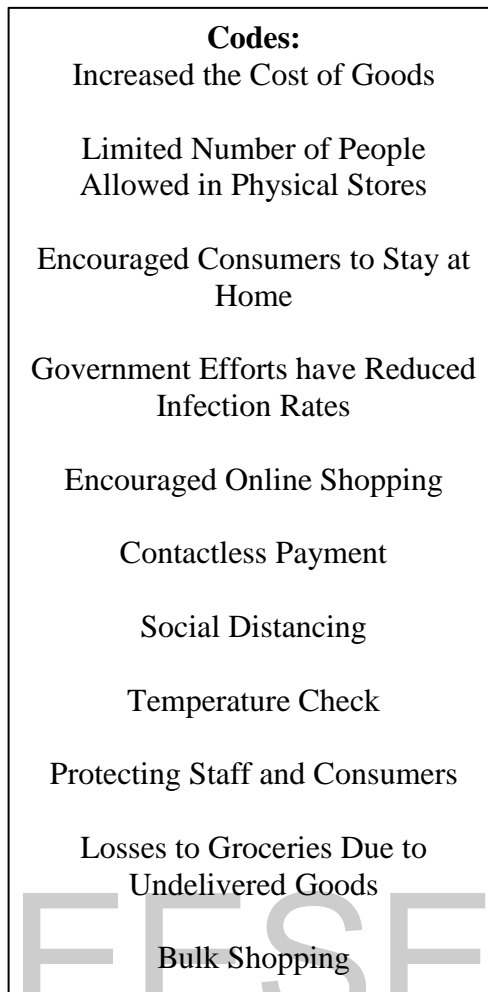 Codes:
Increased the Cost of Goods
Limited Number of People
Allowed in Physical Stores
Encouraged Consumers to Stay at
Home
Government Efforts have Reduced
Infection Rates
Encouraged Online Shopping
Contactless Payment
Social Distancing
Temperature Check
Protecting Staff and Consumers
Losses to Groceries Due to
Undelivered Goods
Bulk Shopping